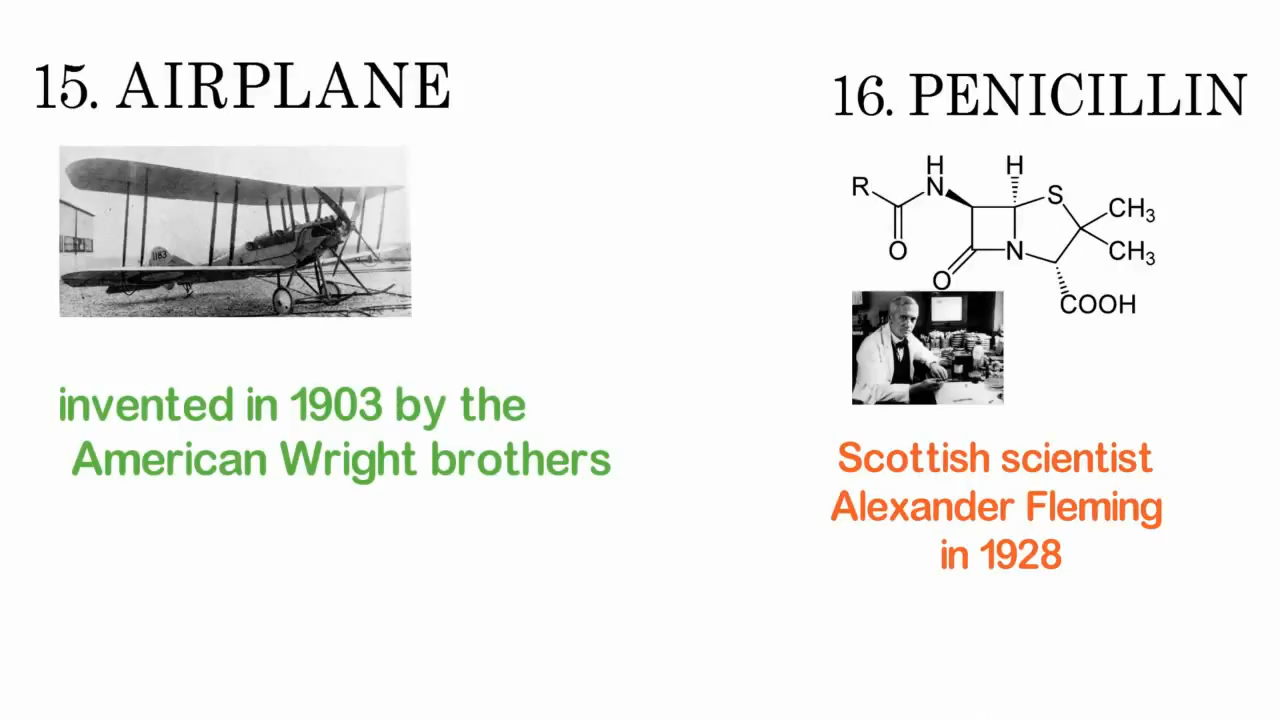 15. AIRPLANE
1183
invented in 1903 by the
American Wright brothers
16. PENICILLIN
H
H
R
N
S
CH₃
O
N
CH₃
O
COOH
Scottish scientist
Alexander Fleming
in 1928